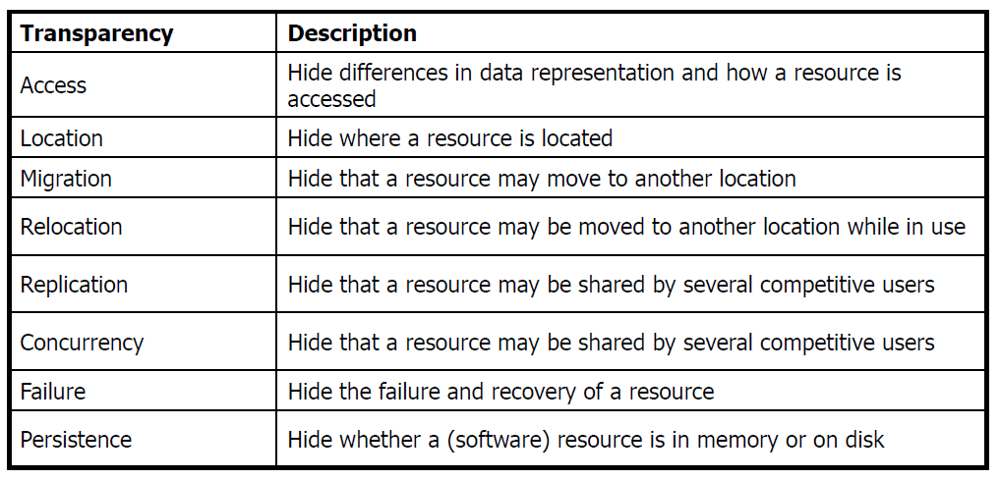 Transparency Description
Access Hide differences in data representation and how a resource is
accessed
Location Hide where a resource is located
Migration Hide that a resource may move to another location
Relocation Hide that a resource may be moved to another location while in use
Replication Hide that a resource may be shared by several competitive users
Concurrency Hide that a resource may be shared by several competitive users
Failure Hide the failure and recovery of a resource
Persistence Hide whether a (software) resource is in memory or on disk